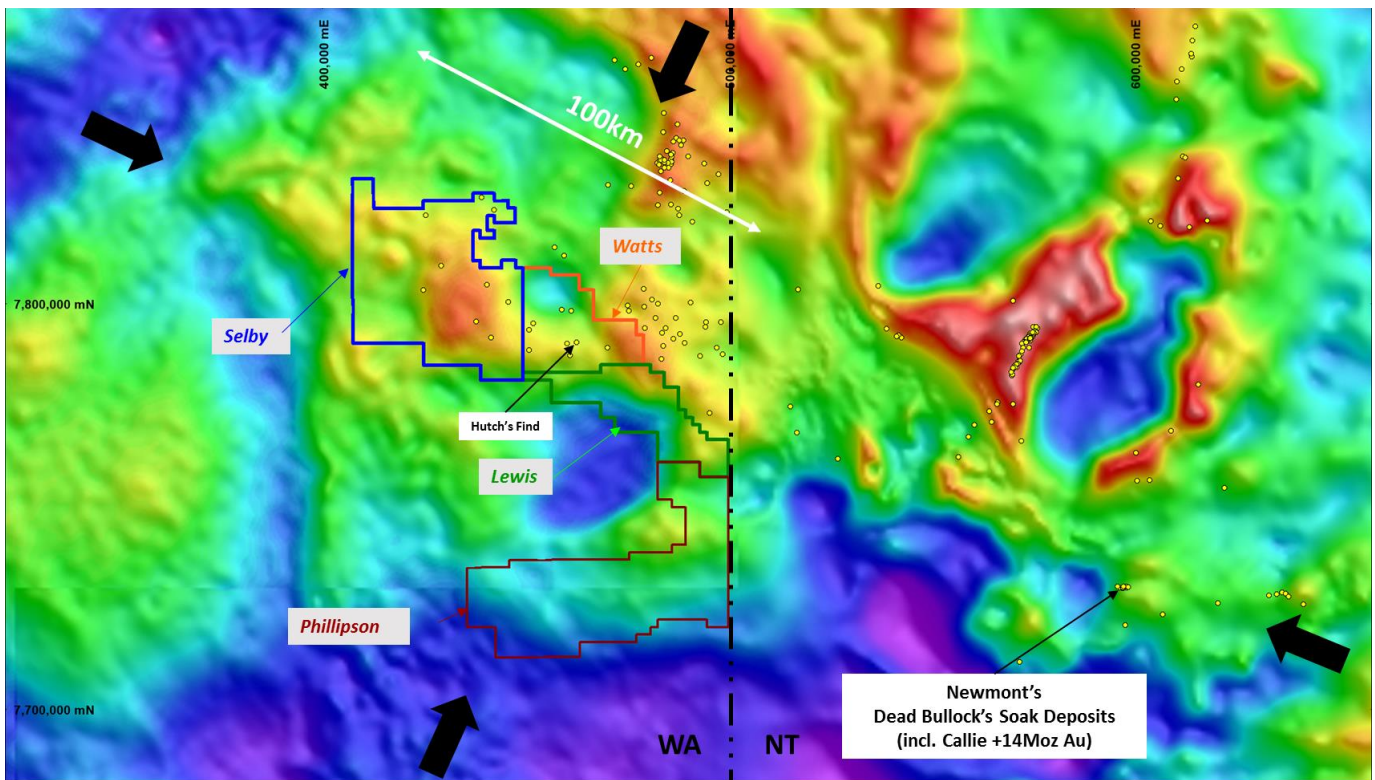 400,000 mE
500,000 mE
600,000 mE
100km
Watts
7,800,000 mN
Selby
Hutch's Find
Lewis
Phillipson
7,700,000 mN
WA
NT
Newmont's
Dead Bullock's Soak Deposits
(incl. Callie +14Moz Au)